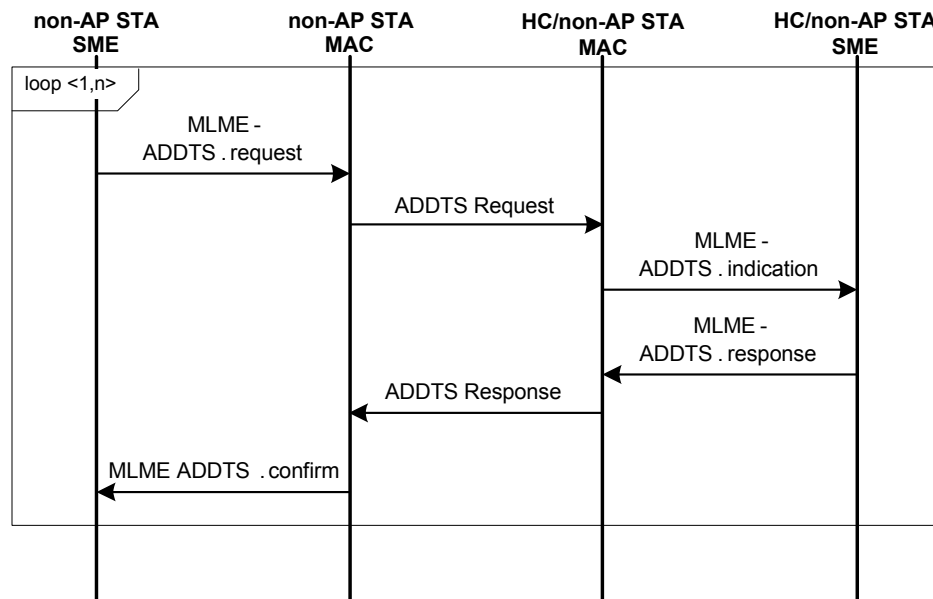 non-AP STA
SME
non-AP STA
MAC
HC/non-AP STA
MAC
HC/non-AP STA
SME
loop <1,n>
MLME -
ADDTS . request
ADDTS Request
MLME -
ADDTS . indication
MLME -
ADDTS . response
ADDTS Response
MLME ADDTS . confirm